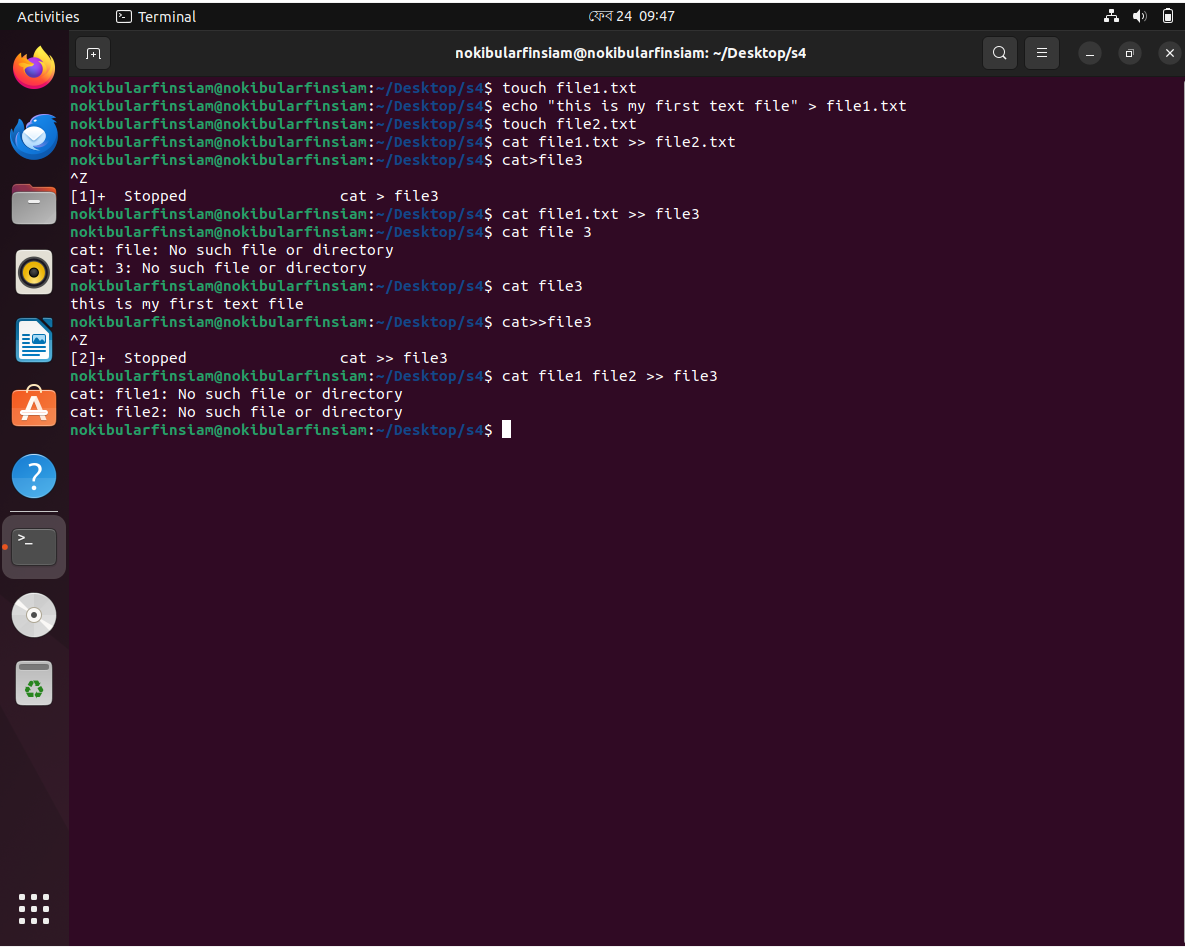 Activities Terminal ফেব 24 09:47
nokibularfinsiam@nokibularfinsiam: ~/Desktop/s4
nokibularfinsiam@nokibularfinsiam:~/Desktop/s4$ touch file1.txt
nokibularfinsiam@nokibularfinsiam:~/Desktop/s4$ echo "this is my first text file" > file1.txt
nokibularfinsiam@nokibularfinsiam:~/Desktop/s4$ touch file2.txt
nokibularfinsiam@nokibularfinsiam:~/Desktop/s4$ cat file1.txt >> file2.txt
nokibularfinsiam@nokibularfinsiam:~/Desktop/s4$ cat>file3
^Z
[1]+  Stopped                 cat > file3
nokibularfinsiam@nokibularfinsiam:~/Desktop/s4$ cat file1.txt >> file3
nokibularfinsiam@nokibularfinsiam:~/Desktop/s4$ cat file 3
cat: file: No such file or directory
cat: 3: No such file or directory
nokibularfinsiam@nokibularfinsiam:~/Desktop/s4$ cat file3
this is my first text file
nokibularfinsiam@nokibularfinsiam:~/Desktop/s4$ cat>>file3
^Z
[2]+  Stopped                 cat >> file3
nokibularfinsiam@nokibularfinsiam:~/Desktop/s4$ cat file1 file2 >> file3
cat: file1: No such file or directory
cat: file2: No such file or directory
nokibularfinsiam@nokibularfinsiam:~/Desktop/s4$